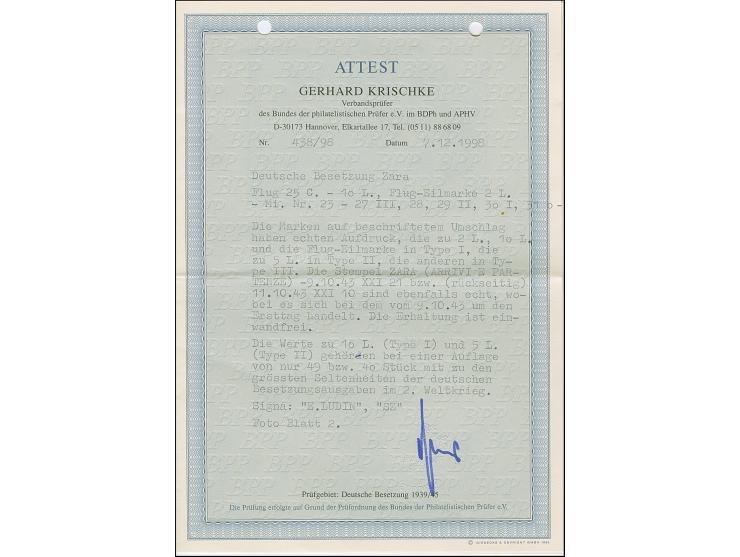 ATTEST
GERHARD KRISCHKE
Verbandsprüfer
des Bundes der philatelistischen Prüfer e.V. im BDPh und APHV
D-30173 Hannover, Elkartallee 17, Tel. (05 11) 88 68 09
Nr. 438/98 Datum 7.12.1998
Deutsche Besetzung Zara
Flug 25 C. - 1o L., Flug-Eilmarke 2 L.
- Mi. Nr. 23 - 27 III, 28, 29 II, 3o I, 31 o -
Die Marken auf beschriftetem Umschlag
haben echten Aufdruck, die zu 2 L., 1o L.
und die Flug-Eilmarke in Type I, die
zu 5 L. in Type II, die anderen in Ty-
pe III. Die Stempel ZARA (ARRIVI E PAR-
TENZE) -9.10.43 XXI 21 bzw. (rückseitig)
11.10.43 XXI 10 sind ebenfalls echt, wo-
bei es sich bei dem vom 9.10.43 um den
Ersttag handelt. Die Erhaltung ist ein-
wandfrei.
Die Werte zu 1o L. (Type I) und 5 L.
(Type II) gehören bei einer Auflage
von nur 49 bzw. 4o Stück mit zu den
grössten Seltenheiten der deutschen
Besetzungsausgaben im 2. Weltkrieg.
Signa: "E.LUDIN", "SZ"
Foto Blatt 2.
Prüfgebiet: Deutsche Besetzung 1939/45
Die Prüfung erfolgte auf Grund der Prüfordnung des Bundes der Philatelistischen Prüfer e.V.